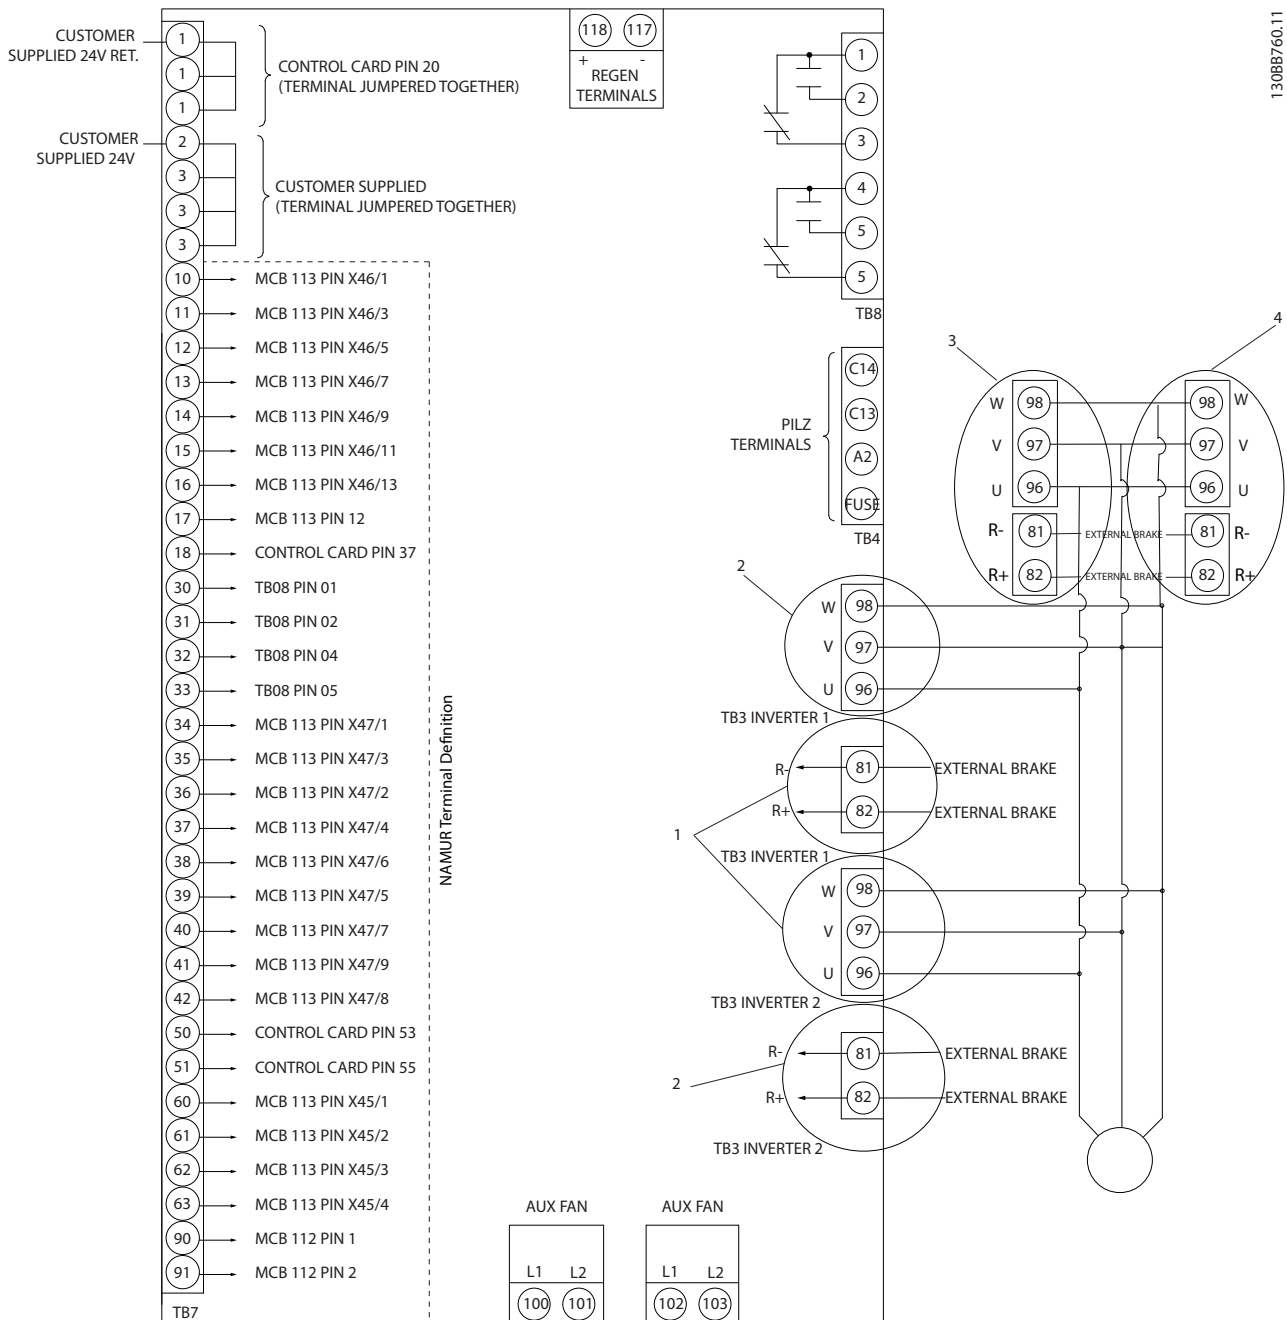 130BB760.11
CUSTOMER
SUPPLIED 24V RET.
1
1
1
CONTROL CARD PIN 20
(TERMINAL JUMPERED TOGETHER)
CUSTOMER
SUPPLIED 24V
2
3
3
3
CUSTOMER SUPPLIED
(TERMINAL JUMPERED TOGETHER)
10 MCB 113 PIN X46/1
11 MCB 113 PIN X46/3
12 MCB 113 PIN X46/5
13 MCB 113 PIN X46/7
14 MCB 113 PIN X46/9
15 MCB 113 PIN X46/11
16 MCB 113 PIN X46/13
17 MCB 113 PIN 12
18 CONTROL CARD PIN 37
30 TB08 PIN 01
31 TB08 PIN 02
32 TB08 PIN 04
33 TB08 PIN 05
34 MCB 113 PIN X47/1
35 MCB 113 PIN X47/3
36 MCB 113 PIN X47/2
37 MCB 113 PIN X47/4
38 MCB 113 PIN X47/6
39 MCB 113 PIN X47/5
40 MCB 113 PIN X47/7
41 MCB 113 PIN X47/9
42 MCB 113 PIN X47/8
50 CONTROL CARD PIN 53
51 CONTROL CARD PIN 55
60 MCB 113 PIN X45/1
61 MCB 113 PIN X45/2
62 MCB 113 PIN X45/3
63 MCB 113 PIN X45/4
90 MCB 112 PIN 1
91 MCB 112 PIN 2
TB7
NAMUR Terminal Definition
118 117
+ -
REGEN
TERMINALS
1
2
3
4
5
5
TB8
PILZ
TERMINALS
C14
C13
A2
FUSE
TB4
2
W 98
V 97
U 96
TB3 INVERTER 1
R- 81 EXTERNAL BRAKE
R+ 82 EXTERNAL BRAKE
1
TB3 INVERTER 1
W 98
V 97
U 96
TB3 INVERTER 2
R- 81 EXTERNAL BRAKE
2
R+ 82 EXTERNAL BRAKE
TB3 INVERTER 2
3 4
W 98 98 W
V 97 97 V
U 96 96 U
R- 81 EXTERNAL BRAKE 81 R-
R+ 82 EXTERNAL BRAKE 82 R+
AUX FAN
L1 L2
100 101
AUX FAN
L1 L2
102 103